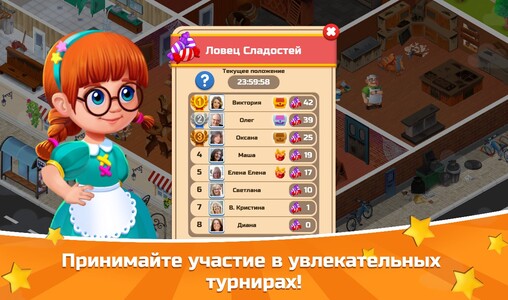 Ловец Сладостей
Текущее положение
23:59:58
1 Виктория 42
2 Олег 39
3 Оксана 25
4 Маша 19
5 Елена Елена 17
6 Светлана 10
7 В. Кристина 1
8 Диана 0
Принимайте участие в увлекательных
турнирах!